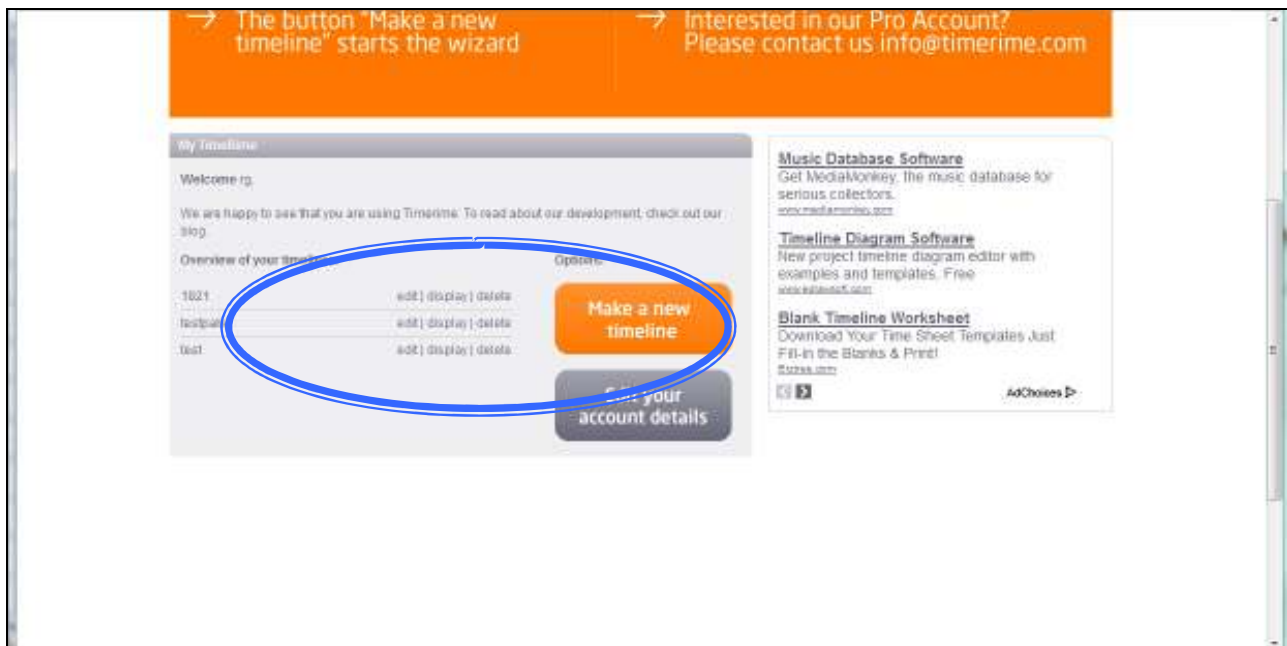 → The button "Make a new
timeline" starts the wizard
→ Interested in our Pro Account?
Please contact us info@timerime.com
My Timerime
Welcome rg,
We are happy to see that you are using Timerime. To read about our development, check out our
blog.
Overview of your
Options:
1821 edit | display | delete
edit | display | delete
test edit | display | delete
Make a new
timeline
Edit your
account details
Music Database Software
Get MediaMonkey, the music database for
serious collectors.
www.mediamonkey.com
Timeline Diagram Software
New project timeline diagram editor with
examples and templates. Free
Blank Timeline Worksheet
Download Your Time Sheet Templates Just
Fill-in the Blanks & Print!
AdChoices